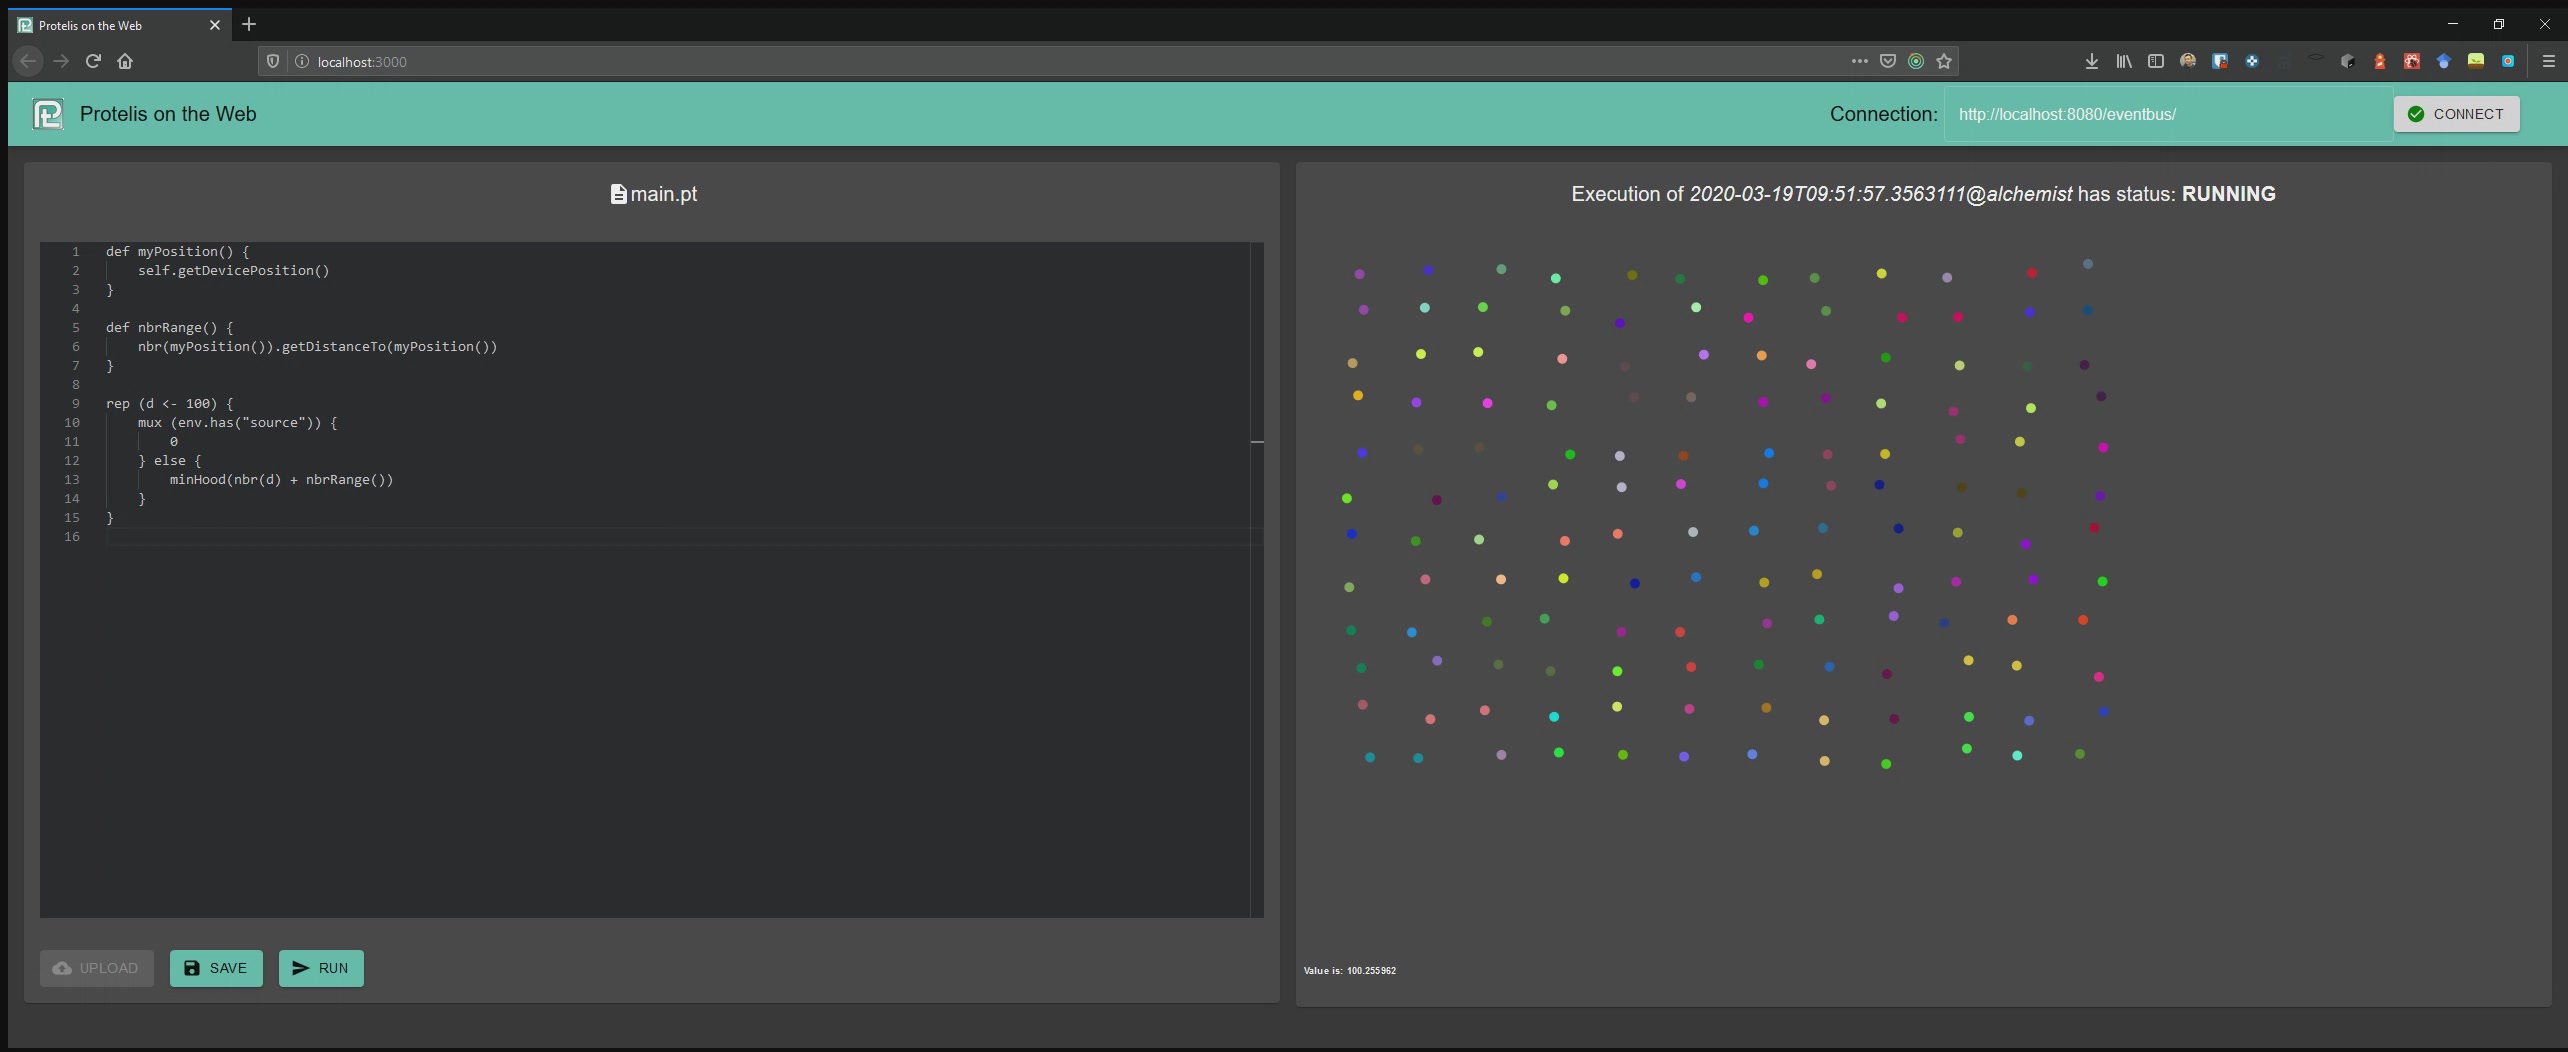 Protelis on the Web
localhost:3000
Protelis on the Web
Connection: http://localhost:8080/eventbus/ CONNECT
main.pt
1 def myPosition() {
2 self.getDevicePosition()
3 }
4
5 def nbrRange() {
6 nbr(myPosition()).getDistanceTo(myPosition())
7 }
8
9 rep (d <- 100) {
10 mux (env.has("source")) {
11 0
12 } else {
13 minHood(nbr(d) + nbrRange())
14 }
15 }
16
UPLOAD SAVE RUN
Execution of 2020-03-19T09:51:57.3563111@alchemist has status: RUNNING
Value is: 100.255962